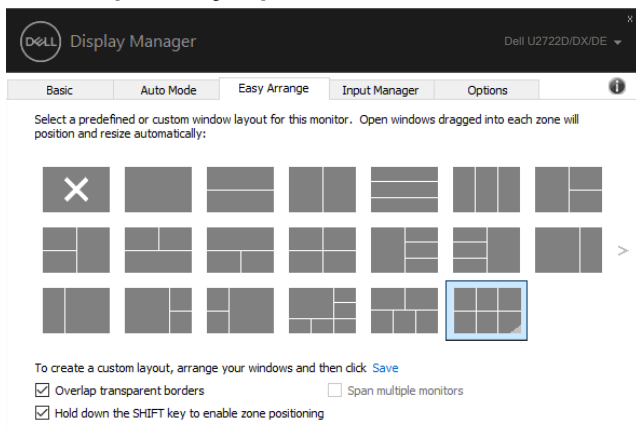 DELL Display Manager Dell U2722D/DX/DE
Basic Auto Mode Easy Arrange Input Manager Options
Select a predefined or custom window layout for this monitor. Open windows dragged into each zone will
position and resize automatically:
To create a custom layout, arrange your windows and then click Save
Overlap transparent borders Span multiple monitors
Hold down the SHIFT key to enable zone positioning